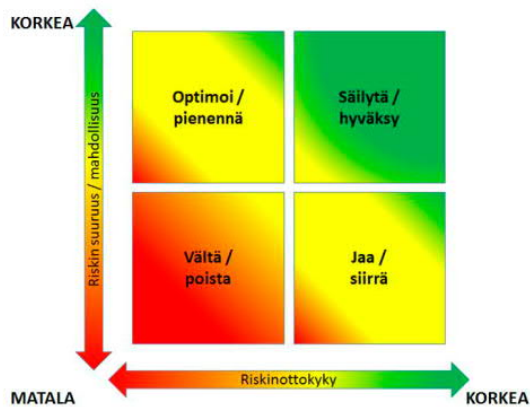 KORKEA
Riskin suuruus / mahdollisuus
Optimoi /
pienennä
Säilytä /
hyväksy
Vältä /
poista
Jaa /
siirrä
MATALA
Riskinottokyky
KORKEA